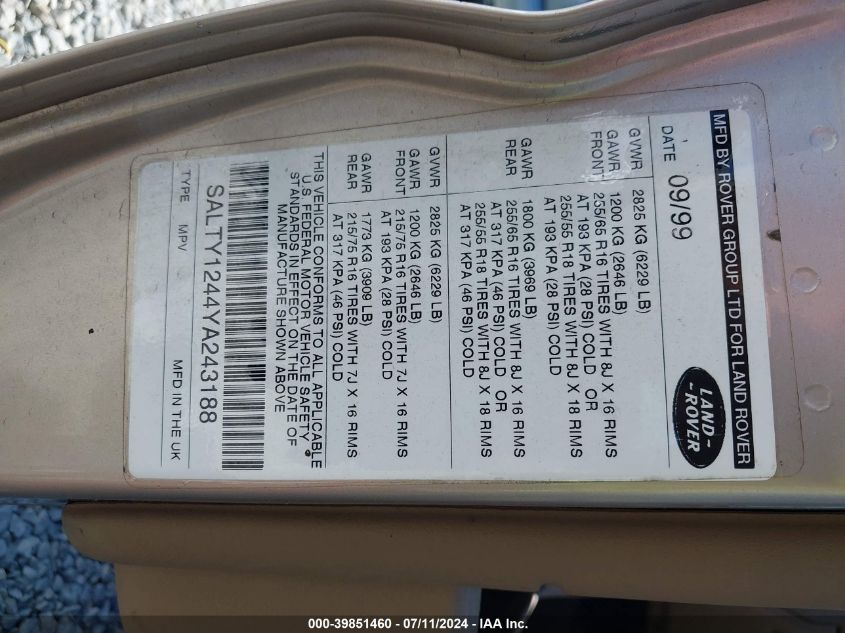 MFD BY ROVER GROUP LTD FOR LAND ROVER
DATE 09/99
LAND-
-ROVER
GVWR 2825 KG (6229 LB)
GAWR 1200 KG (2646 LB)
FRONT 255/65 R16 TIRES WITH 8J X 16 RIMS
AT 193 KPA (28 PSI) COLD OR
255/55 R18 TIRES WITH 8J X 18 RIMS
AT 193 KPA (28 PSI) COLD
GAWR 1800 KG (3968 LB)
REAR 255/65 R16 TIRES WITH 8J X 16 RIMS
AT 317 KPA (46 PSI) COLD OR
255/55 R18 TIRES WITH 8J X 18 RIMS
AT 317 KPA (46 PSI) COLD
GVWR 2825 KG (6229 LB)
GAWR 1200 KG (2646 LB)
FRONT 215/75 R16 TIRES WITH 7J X 16 RIMS
AT 193 KPA (28 PSI) COLD
GAWR 1773 KG (3909 LB)
REAR 215/75 R16 TIRES WITH 7J X 16 RIMS
AT 317 KPA (46 PSI) COLD
THIS VEHICLE CONFORMS TO ALL APPLICABLE
U.S. FEDERAL MOTOR VEHICLE SAFETY
STANDARDS IN EFFECT ON THE DATE OF
MANUFACTURE SHOWN ABOVE
SALTY1244YA243188
TYPE MPV MFD IN THE UK
000-39851460 - 07/11/2024 - IAA Inc.